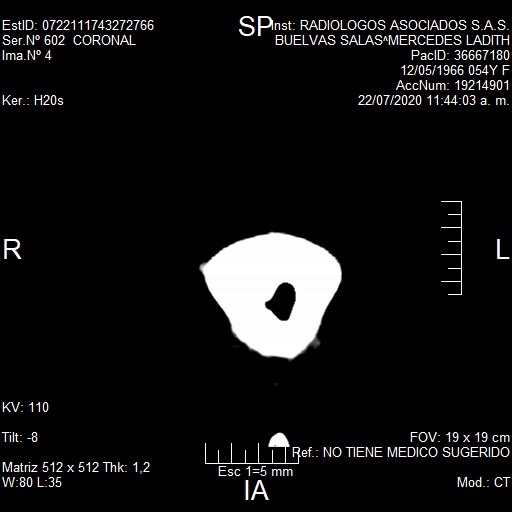 EstID: 0722111743272766
Ser.Nº 602 CORONAL
Ima.Nº 4
Ker.: H20s
SP
Inst: RADIOLOGOS ASOCIADOS S.A.S.
BUELVAS SALAS^MERCEDES LADITH
PacID: 36667180
12/05/1966 054Y F
AccNum: 19214901
22/07/2020 11:44:03 a. m.
R
L
KV: 110
Tilt: -8
Matriz 512 x 512 Thk: 1,2
W:80 L:35
Esc 1=5 mm
IA
FOV: 19 x 19 cm
Ref.: NO TIENE MEDICO SUGERIDO
Mod.: CT